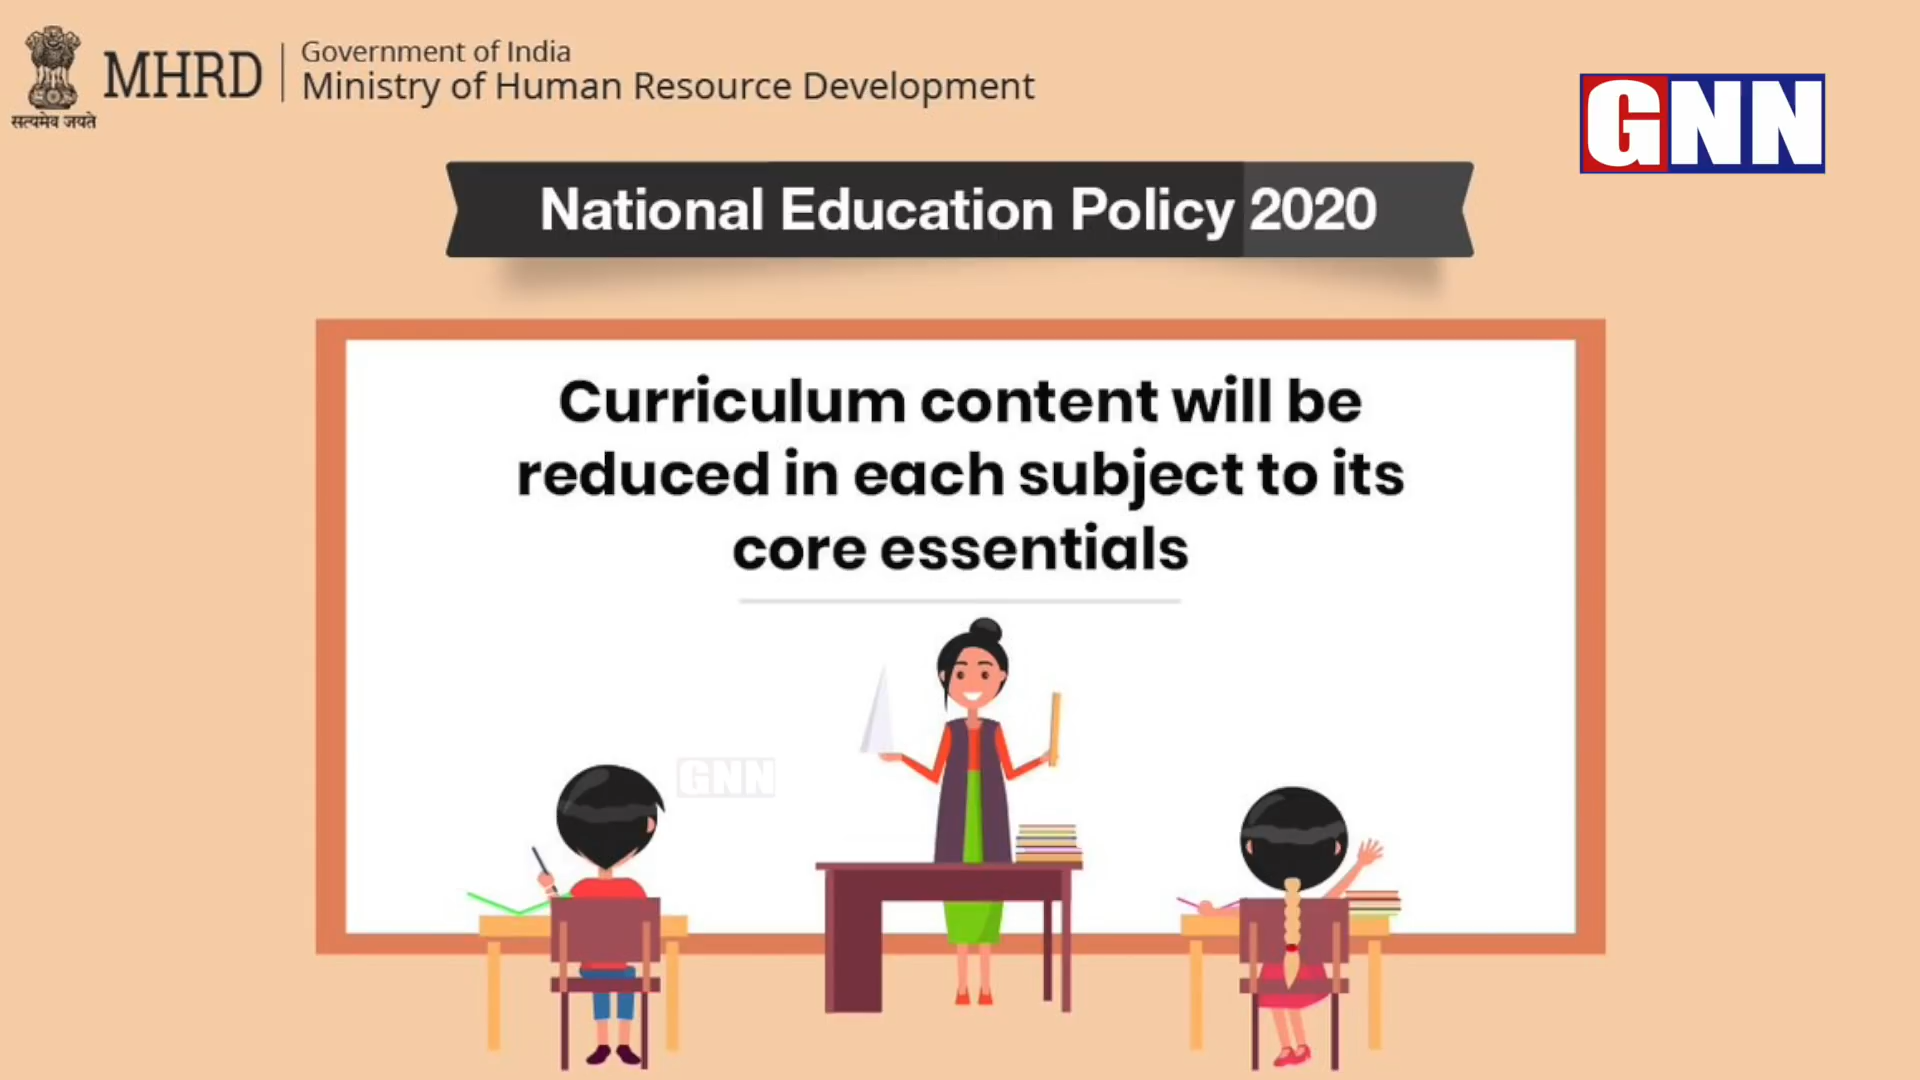 सत्यमेव जयते
MHRD
Government of India
Ministry of Human Resource Development
GNN
National Education Policy 2020
Curriculum content will be
reduced in each subject to its
core essentials
GNN